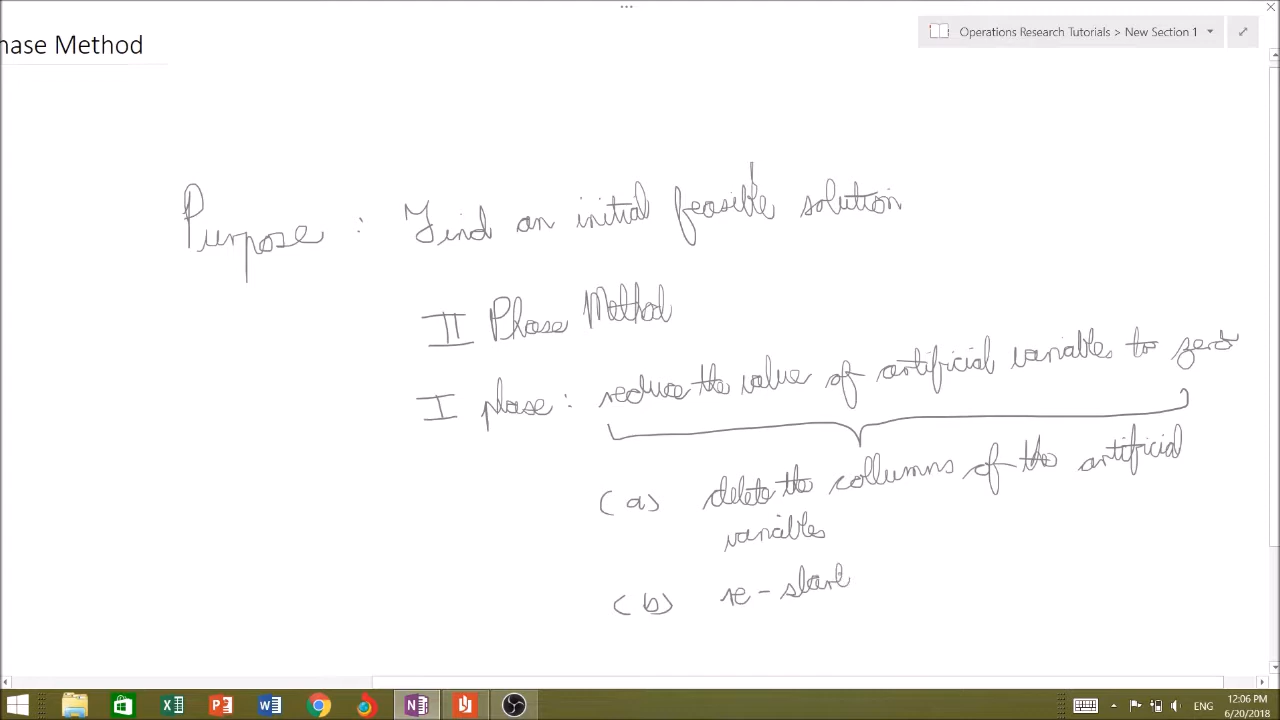 hase Method
Operations Research Tutorials > New Section 1
Purpose : Find an initial feasible solution
II Phase Method
I phase : reduce the value of artificial variables to zero
(a) delete the collumns of the artificial
variables
(b) re-start
ENG
12:06 PM
6/20/2018